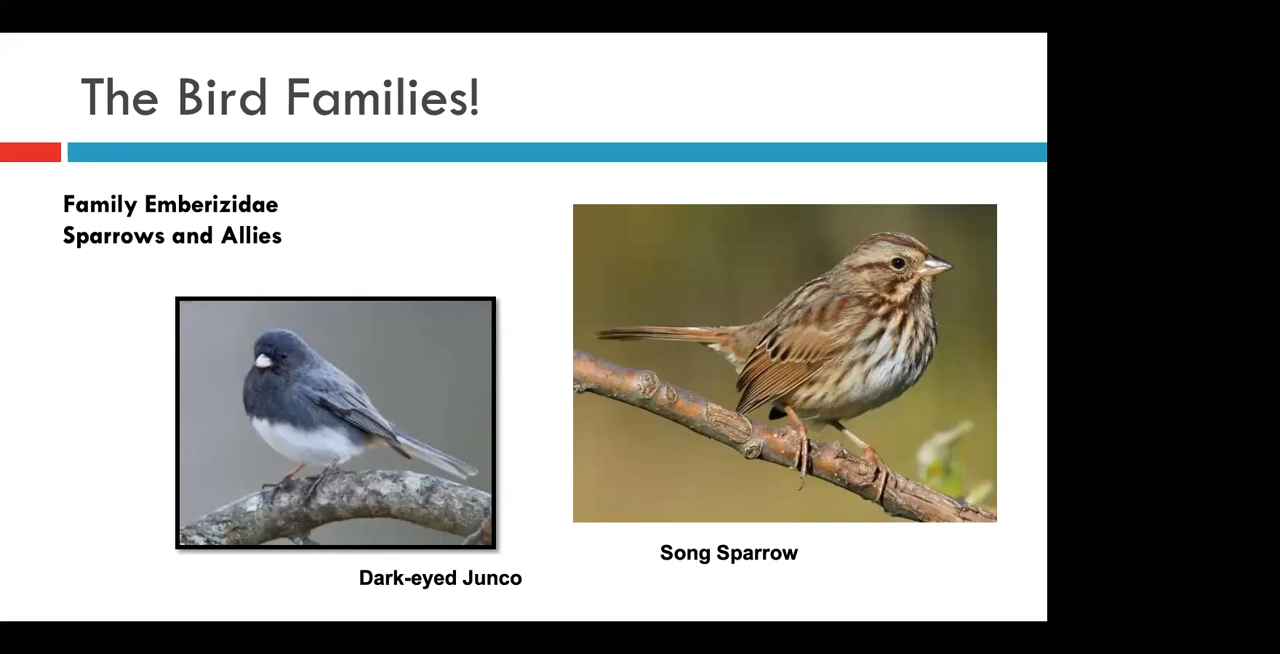 The Bird Families!
Family Emberizidae
Sparrows and Allies
Song Sparrow
Dark-eyed Junco